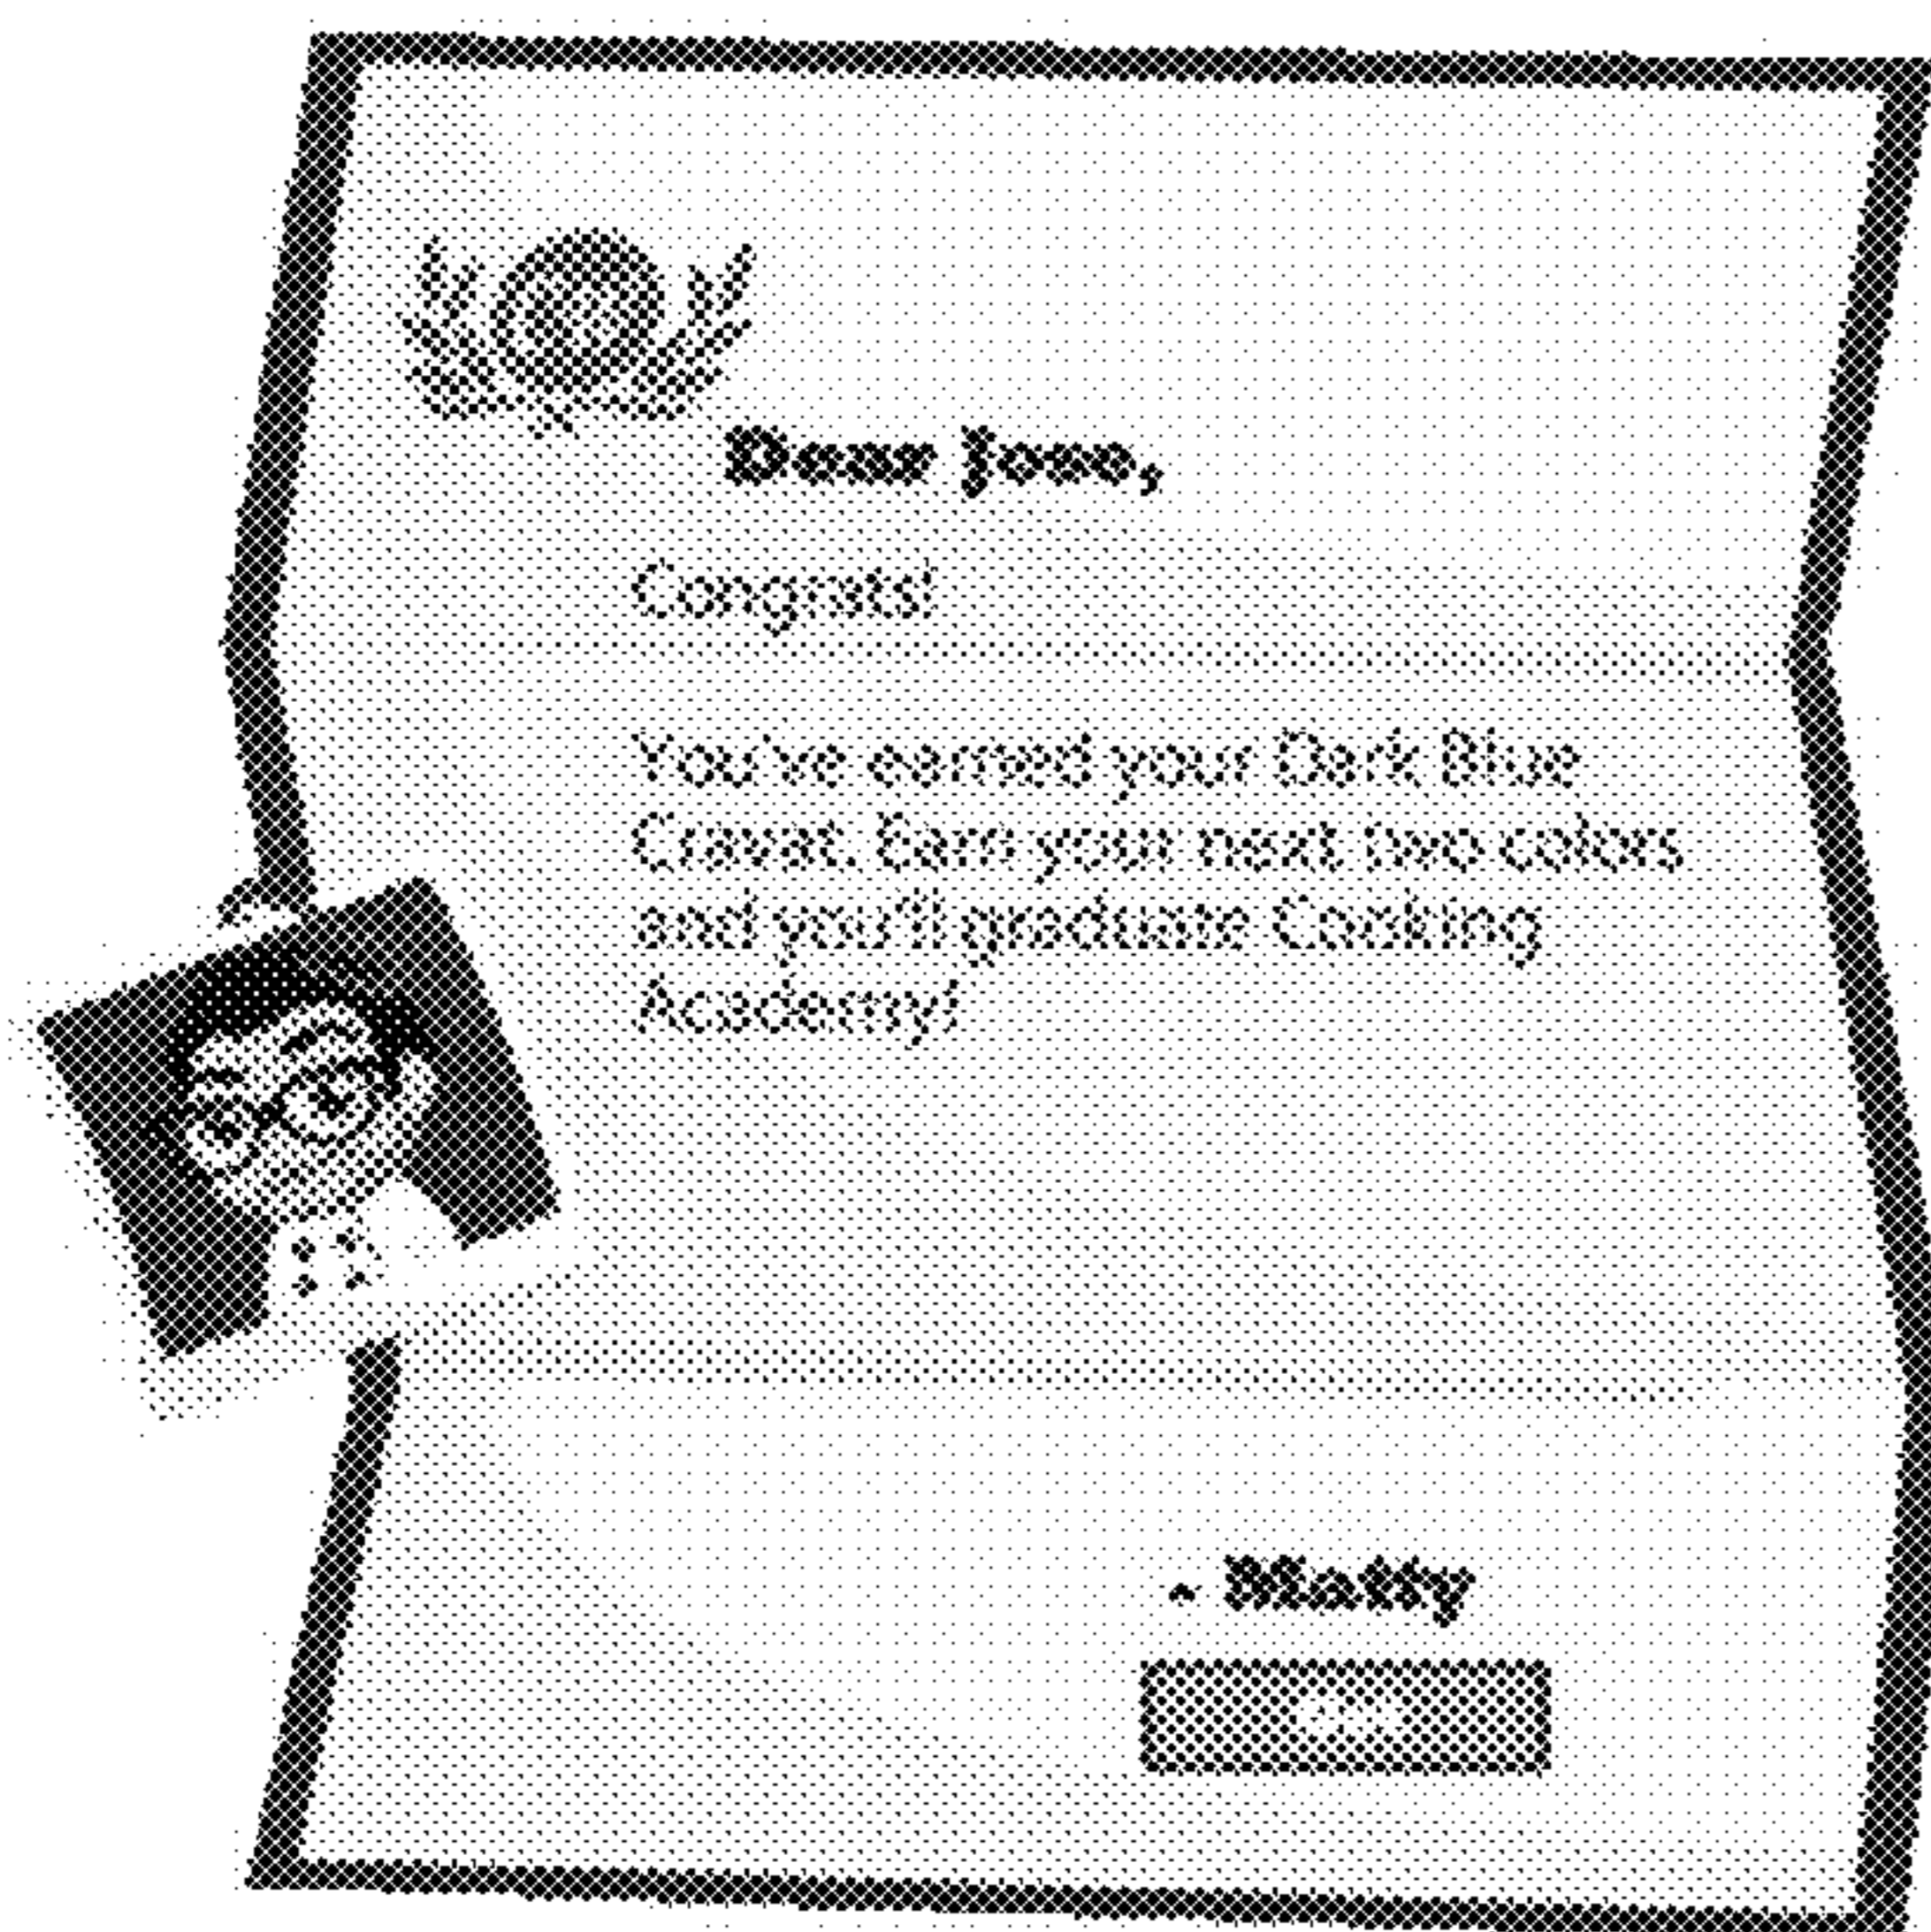 Dear Jose,
Congrats!
You've earned your Dark Blue
Cravat. Earn your next two colors
and you'll graduate Cooking
Academy!
- Matty